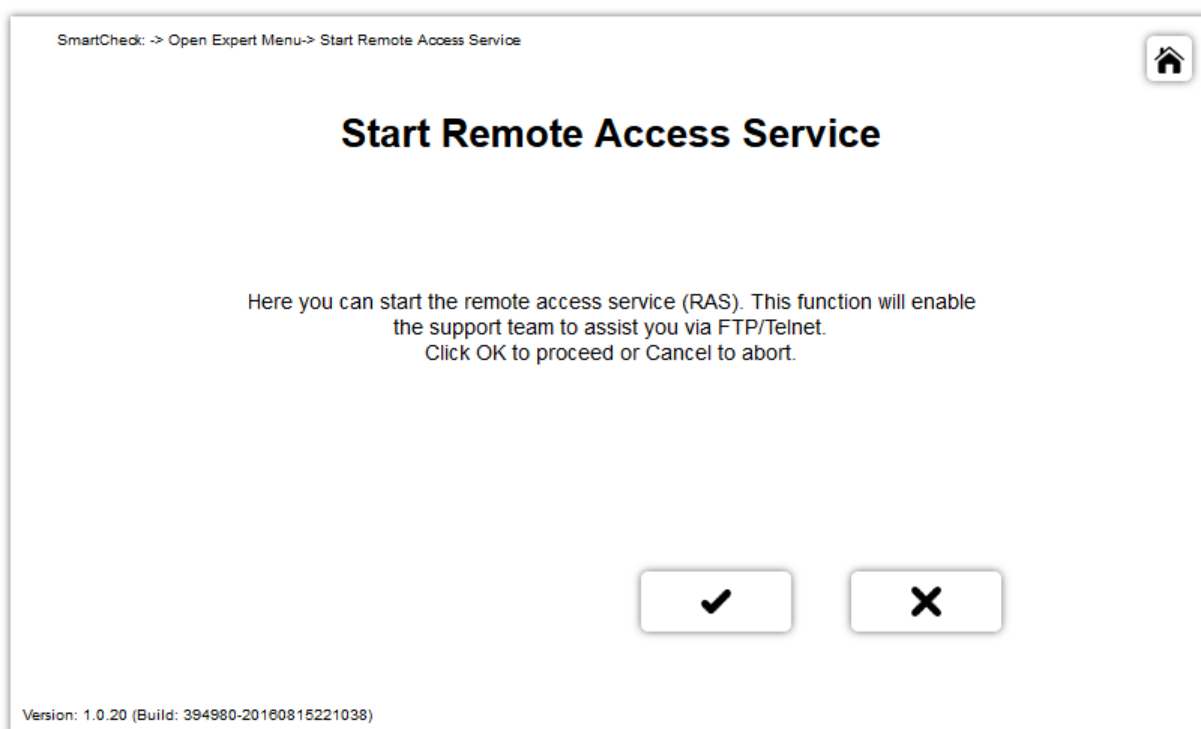 SmartCheck: -> Open Expert Menu-> Start Remote Access Service
Start Remote Access Service
Here you can start the remote access service (RAS). This function will enable
the support team to assist you via FTP/Telnet.
Click OK to proceed or Cancel to abort.
Version: 1.0.20 (Build: 394980-20160815221038)